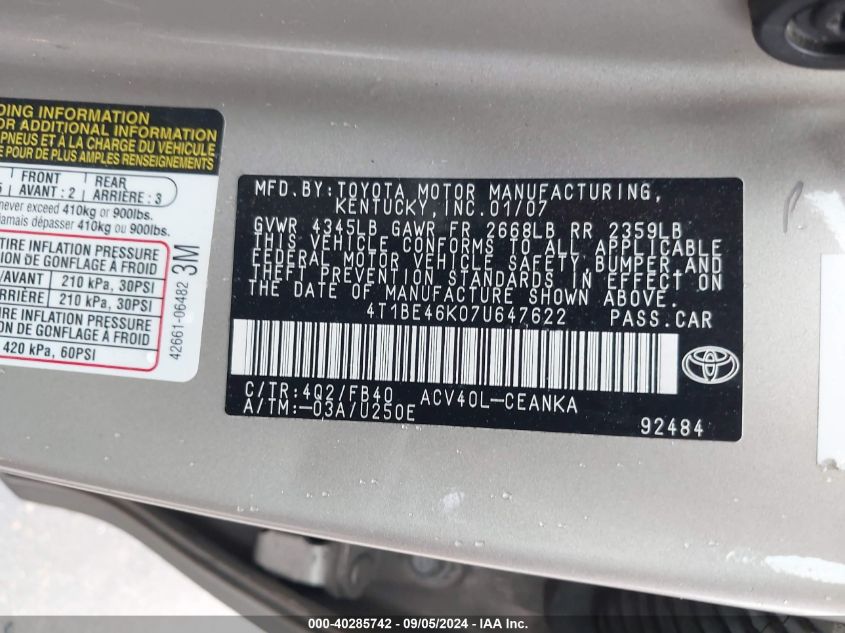 DING INFORMATION
OR ADDITIONAL INFORMATION
PNEUS ET À LA CHARGE DU VÉHICULE
POUR DE PLUS AMPLES RENSEIGNEMENTS
FRONT
AVANT : 2
REAR
ARRIÈRE : 3
never exceed 410kg or 900lbs.
jamais dépasser 410kg ou 900lbs.
TIRE INFLATION PRESSURE
DE GONFLAGE À FROID
/AVANT 210 kPa, 30PSI
ARRIÈRE 210 kPa, 30PSI
TIRE INFLATION PRESSURE
DE GONFLAGE À FROID
420 kPa, 60PSI
42661-06482 3M
MFD.BY:TOYOTA MOTOR MANUFACTURING,
KENTUCKY,INC.01/07
GVWR 4345LB GAWR FR 2668LB RR 2359LB
THIS VEHICLE CONFORMS TO ALL APPLICABLE
FEDERAL MOTOR VEHICLE SAFETY,BUMPER,AND
THEFT PREVENTION STANDARDS IN EFFECT ON
THE DATE OF MANUFACTURE SHOWN ABOVE.
4T1BE46K07U647622 PASS.CAR
C/TR:4Q2/FB40 ACV40L-CEANKA
A/TM:-03A/U250E
92484
000-40285742 - 09/05/2024 - IAA Inc.